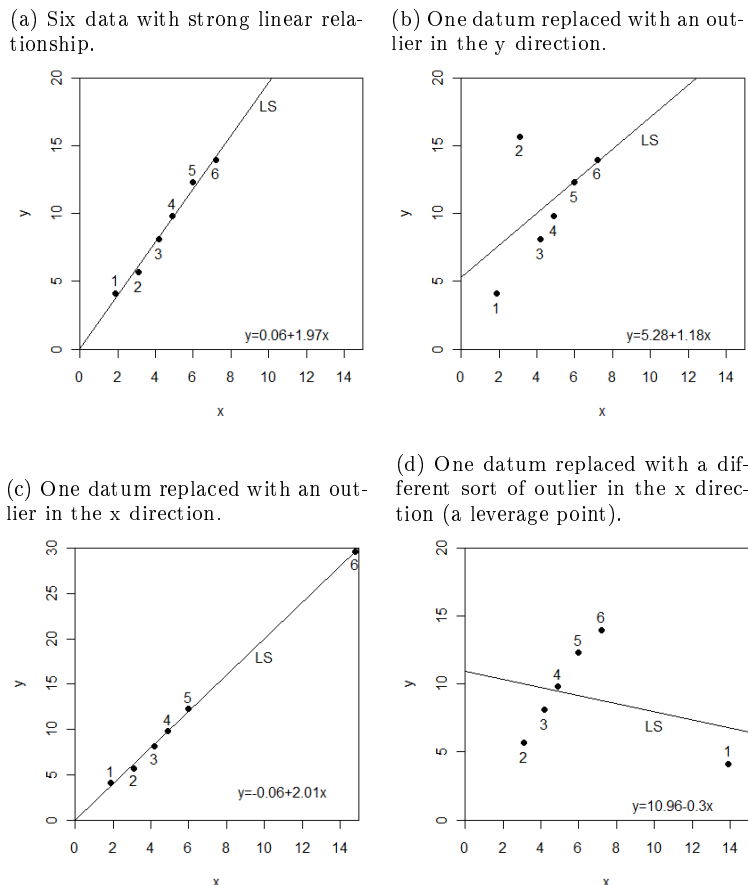 (a) Six data with strong linear rela-
tionship.
20
15
10
5
0
y
LS
1
2
3
4
5
6
y=0.06+1.97x
0 2 4 6 8 10 12 14
x
(b) One datum replaced with an out-
lier in the y direction.
20
15
10
5
0
y
LS
1
2
3
4
5
6
y=5.28+1.18x
0 2 4 6 8 10 12 14
x
(c) One datum replaced with an out-
lier in the x direction.
30
25
20
15
10
5
0
y
LS
1
2
3
4
5
6
y=-0.06+2.01x
0 2 4 6 8 10 12 14
x
(d) One datum replaced with a dif-
ferent sort of outlier in the x direc-
tion (a leverage point).
20
15
10
5
0
y
LS
1
2
3
4
5
6
y=10.96-0.3x
0 2 4 6 8 10 12 14
x